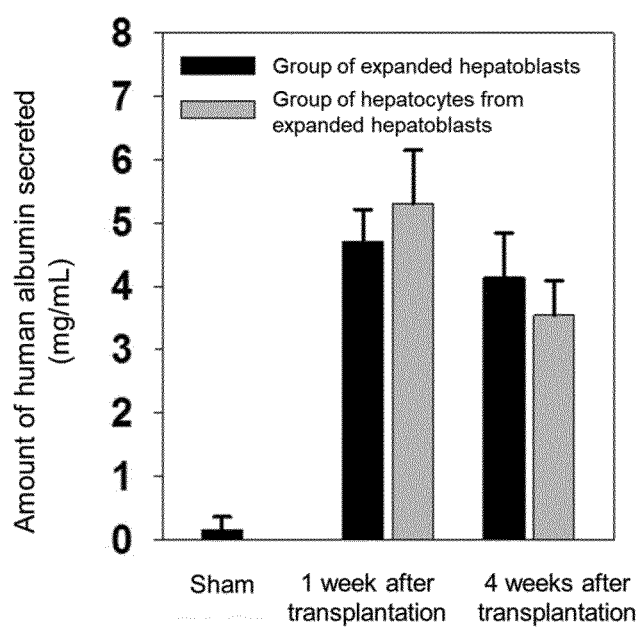 Amount of human albumin secreted
(mg/mL)
8
7
6
5
4
3
2
1
0
Group of expanded hepatoblasts
Group of hepatocytes from
expanded hepatoblasts
Sham
1 week after
transplantation
4 weeks after
transplantation